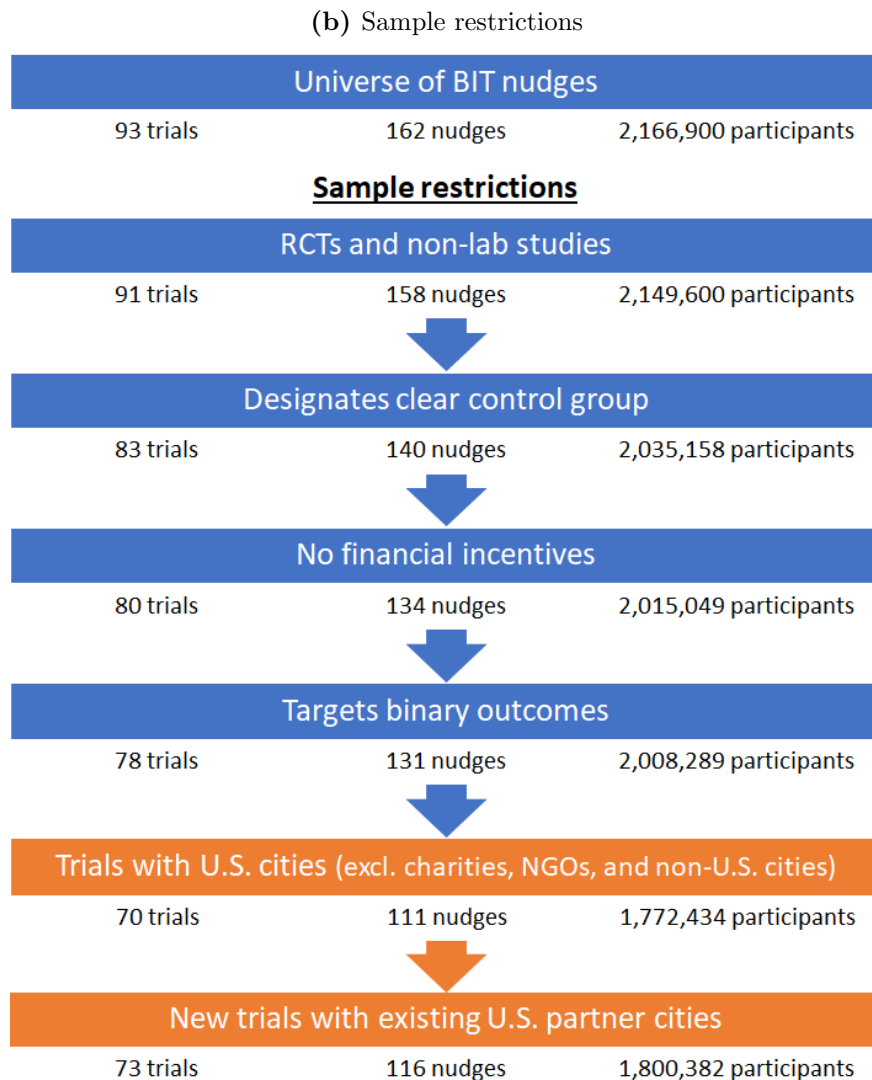 (b) Sample restrictions
Universe of BIT nudges
93 trials 162 nudges 2,166,900 participants
Sample restrictions
RCTs and non-lab studies
91 trials 158 nudges 2,149,600 participants
Designates clear control group
83 trials 140 nudges 2,035,158 participants
No financial incentives
80 trials 134 nudges 2,015,049 participants
Targets binary outcomes
78 trials 131 nudges 2,008,289 participants
Trials with U.S. cities (excl. charities, NGOs, and non-U.S. cities)
70 trials 111 nudges 1,772,434 participants
New trials with existing U.S. partner cities
73 trials 116 nudges 1,800,382 participants